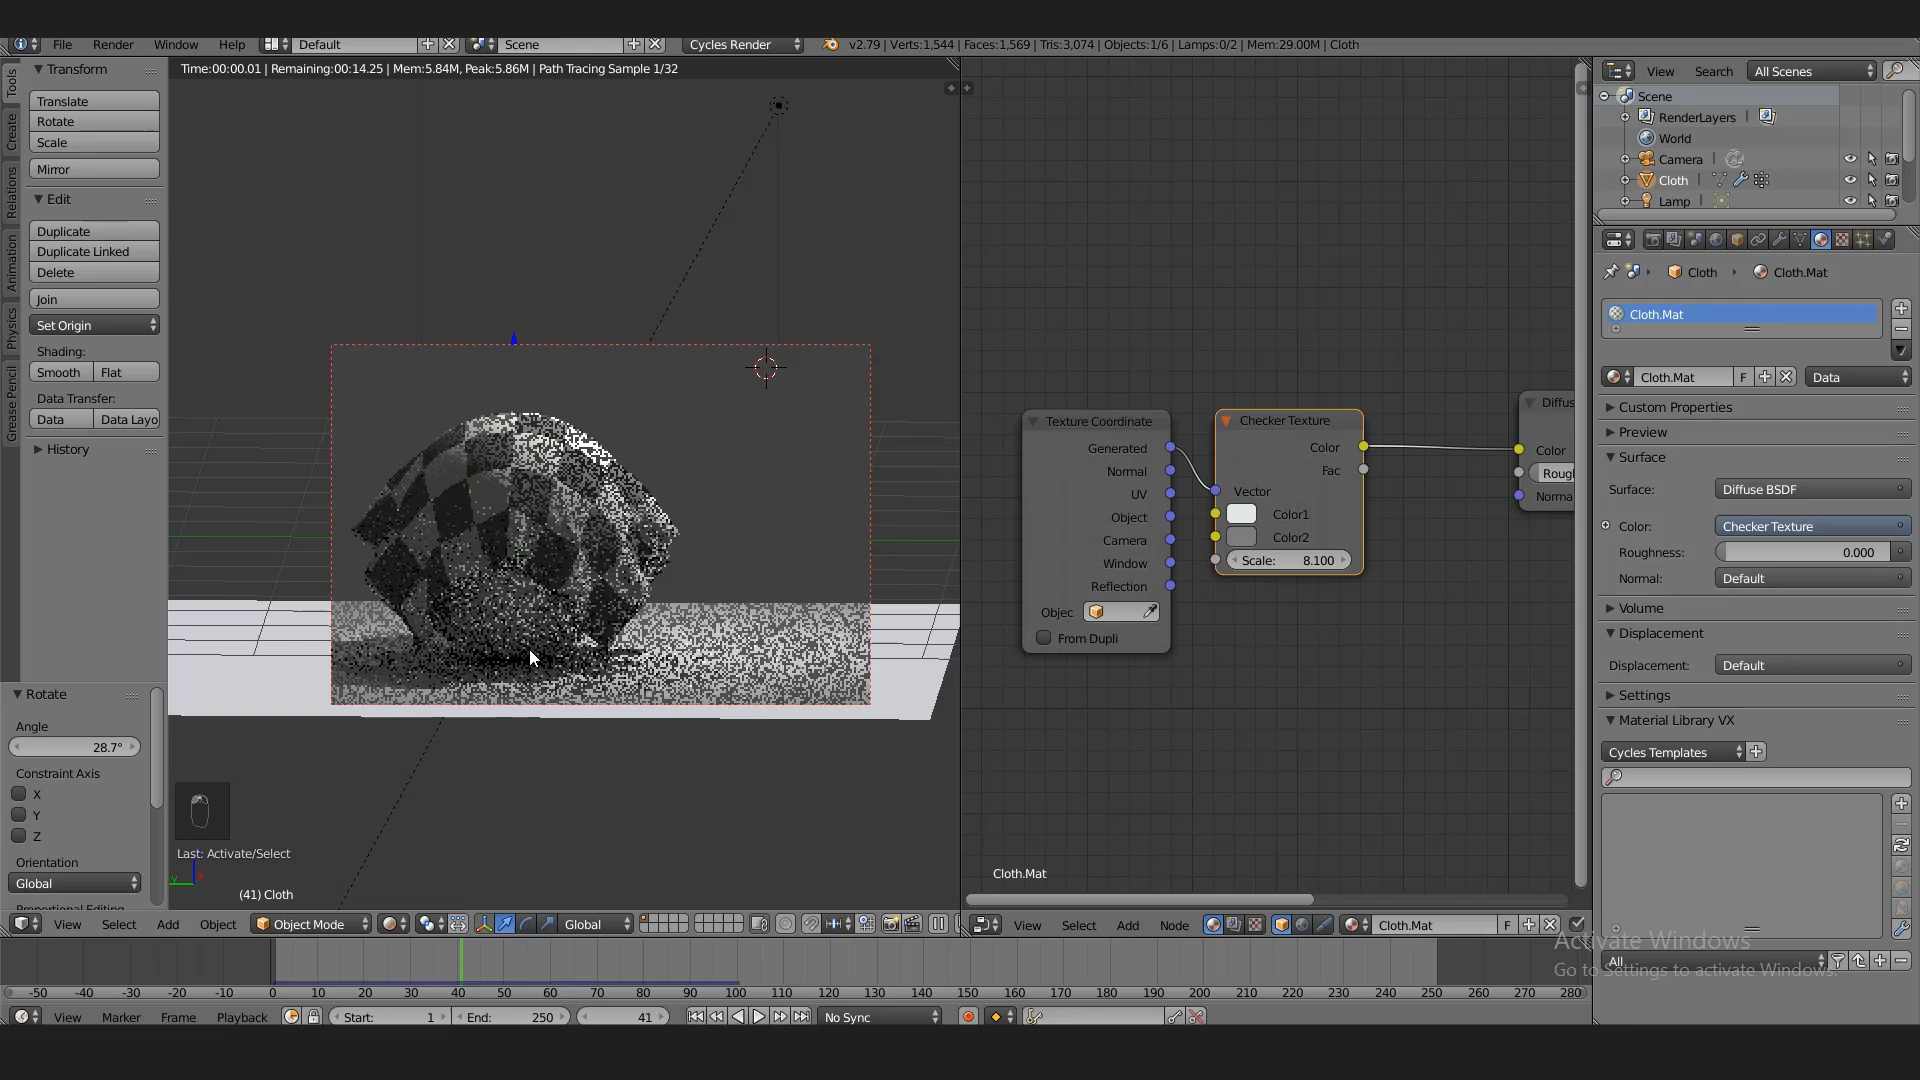 File Render Window Help Default Scene Cycles Render v2.79 | Verts:1,544 | Faces:1,569 | Tris:3,074 | Objects:1/6 | Lamps:0/2 | Mem:29.00M | Cloth
Time:00:00.01 | Remaining:00:14.25 | Mem:5.84M, Peak:5.86M | Path Tracing Sample 1/32
Tools
Create
Relations
Animation
Physics
Grease Pencil
Transform
Translate
Rotate
Scale
Mirror
Edit
Duplicate
Duplicate Linked
Delete
Join
Set Origin
Shading:
Smooth Flat
Data Transfer:
Data Data Layo
History
Rotate
Angle
28.7°
Constraint Axis
X
Y
Z
Orientation
Global
Last: Activate/Select
(41) Cloth
View Select Add Object Object Mode Global
Texture Coordinate
Generated
Normal
UV
Object
Camera
Window
Reflection
Objec
From Dupli
Checker Texture
Color
Fac
Vector
Color1
Color2
Scale: 8.100
Diffus
Color
Rougl
Norma
Cloth.Mat
View Select Add Node Cloth.Mat F
View Search All Scenes
Scene
RenderLayers |
World
Camera |
Cloth |
Lamp |
Cloth Cloth.Mat
Cloth.Mat
Cloth.Mat F Data
Custom Properties
Preview
Surface
Surface: Diffuse BSDF
Color: Checker Texture
Roughness: 0.000
Normal: Default
Volume
Displacement
Displacement: Default
Settings
Material Library VX
Cycles Templates
All
Activate Windows
Go to Settings to activate Windows.
-50 -40 -30 -20 -10 0 10 20 30 40 50 60 70 80 90 100 110 120 130 140 150 160 170 180 190 200 210 220 230 240 250 260 270 280
View Marker Frame Playback Start: 1 End: 250 41 No Sync